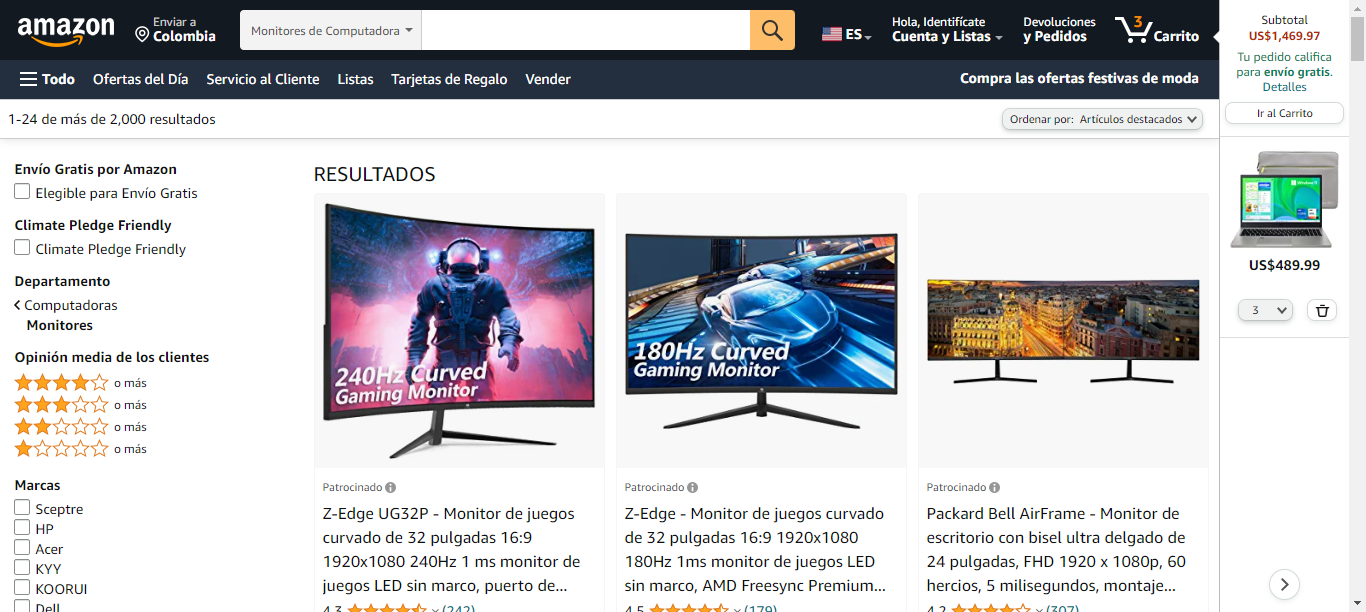 amazon
Enviar a
Colombia
Monitores de Computadora
ES
Hola, Identifícate
Cuenta y Listas
Devoluciones
y Pedidos
3
Carrito
Todo
Ofertas del Día
Servicio al Cliente
Listas
Tarjetas de Regalo
Vender
Compra las ofertas festivas de moda
1-24 de más de 2,000 resultados
Ordenar por: Artículos destacados
Envío Gratis por Amazon
Elegible para Envío Gratis
Climate Pledge Friendly
Climate Pledge Friendly
Departamento
Computadoras
Monitores
Opinión media de los clientes
o más
o más
o más
o más
Marcas
Sceptre
HP
Acer
KYY
KOORUI
Dell
RESULTADOS
240Hz Curved
Gaming Monitor
Patrocinado
Z-Edge UG32P - Monitor de juegos
curvado de 32 pulgadas 16:9
1920x1080 240Hz 1 ms monitor de
juegos LED sin marco, puerto de...
4.3 (242)
180Hz Curved
Gaming Monitor
Patrocinado
Z-Edge - Monitor de juegos curvado
de 32 pulgadas 16:9 1920x1080
180Hz 1ms monitor de juegos LED
sin marco, AMD Freesync Premium...
4.5 (179)
Patrocinado
Packard Bell AirFrame - Monitor de
escritorio con bisel ultra delgado de
24 pulgadas, FHD 1920 x 1080p, 60
hercios, 5 milisegundos, montaje...
4.2 (307)
Subtotal
US$1,469.97
Tu pedido califica
para envío gratis.
Detalles
Ir al Carrito
US$489.99
3